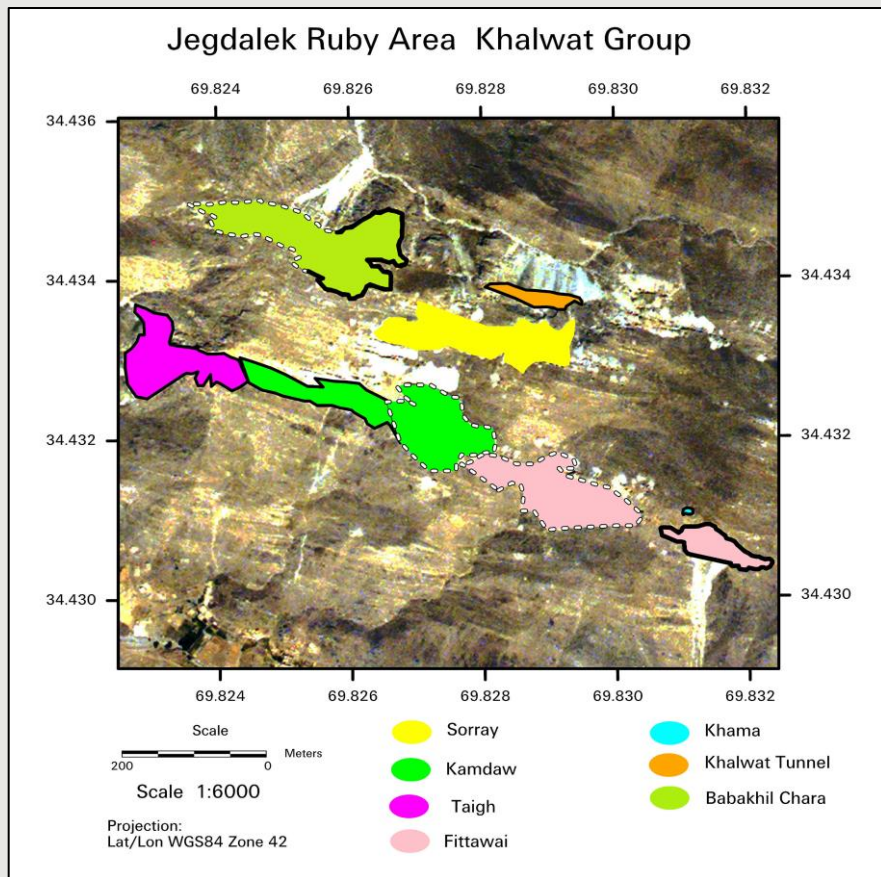 Jegdalek Ruby Area Khalwat Group
69.824 69.826 69.828 69.830 69.832
34.436
34.434 34.434
34.432 34.432
34.430 34.430
69.824 69.826 69.828 69.830 69.832
Scale
200 0 Meters
Scale 1:6000
Projection:
Lat/Lon WGS84 Zone 42
Sorray
Kamdaw
Taigh
Fittawai
Khama
Khalwat Tunnel
Babakhil Chara